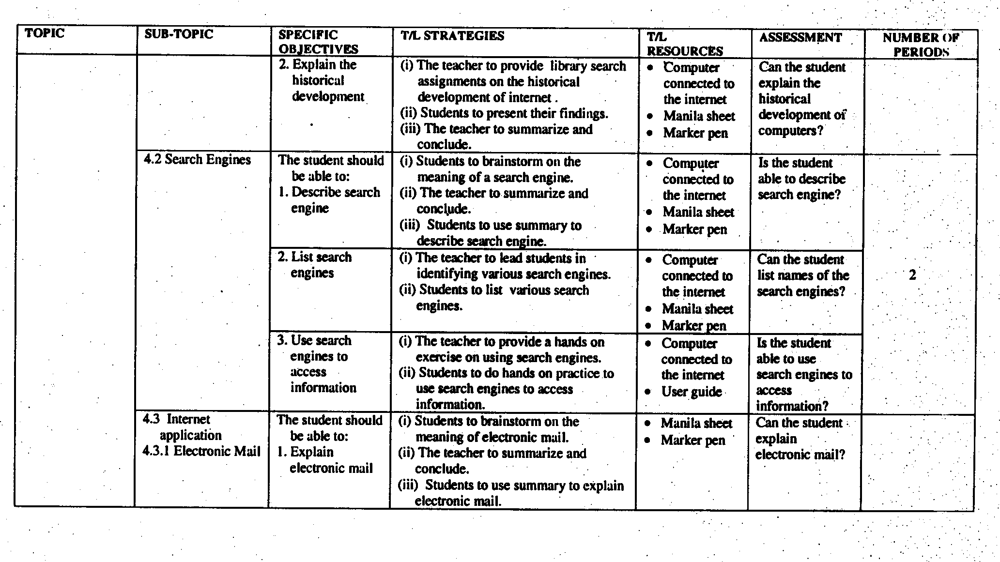 TOPIC
SUB-TOPIC
SPECIFIC
OBJECTIVES
T/L STRATEGIES
T/L
RESOURCES
ASSESSMENT
NUMBER OF
PERIODS
2. Explain the
historical
development
(i) The teacher to provide library search
assignments on the historical
development of internet .
(ii) Students to present their findings.
(iii) The teacher to summarize and
conclude.
• Computer
connected to
the internet
• Manila sheet
• Marker pen
Can the student
explain the
historical
development of
computers?
4.2 Search Engines
The student should
be able to:
1. Describe search
engine
(i) Students to brainstorm on the
meaning of a search engine.
(ii) The teacher to summarize and
conclude.
(iii) Students to use summary to
describe search engine.
• Computer
connected to
the internet
• Manila sheet
• Marker pen
Is the student
able to describe
search engine?
2. List search
engines
(i) The teacher to lead students in
identifying various search engines.
(ii) Students to list various search
engines.
• Computer
connected to
the internet
• Manila sheet
• Marker pen
Can the student
list names of the
search engines?
2
3. Use search
engines to
access
information
(i) The teacher to provide a hands on
exercise on using search engines.
(ii) Students to do hands on practice to
use search engines to access
information.
• Computer
connected to
the internet
• User guide
Is the student
able to use
search engines to
access
information?
4.3 Internet
application
4.3.1 Electronic Mail
The student should
be able to:
1. Explain
electronic mail
(i) Students to brainstorm on the
meaning of electronic mail.
(ii) The teacher to summarize and
conclude.
(iii) Students to use summary to explain
electronic mail.
• Manila sheet
• Marker pen
Can the student
explain
electronic mail?